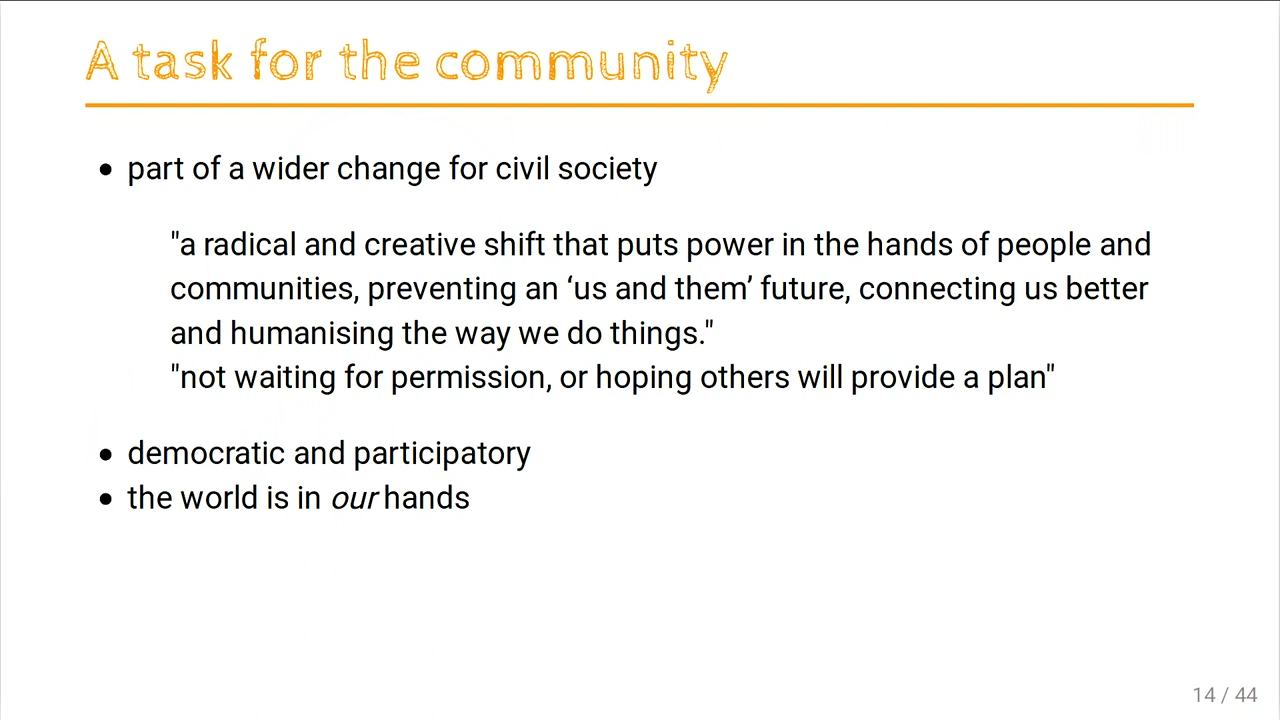 A task for the community
• part of a wider change for civil society
"a radical and creative shift that puts power in the hands of people and
communities, preventing an ‘us and them’ future, connecting us better
and humanising the way we do things."
"not waiting for permission, or hoping others will provide a plan"
• democratic and participatory
• the world is in our hands
14 / 44